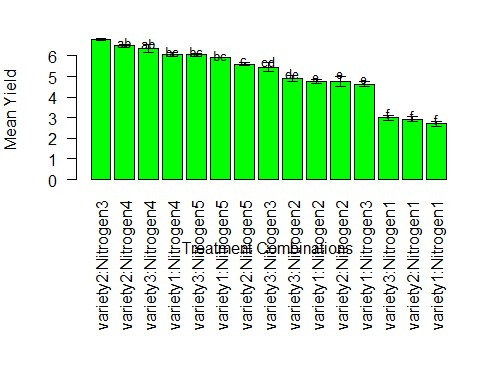 Mean Yield
6
5
4
3
2
1
0
ab
ab
bc
bc
bc
c
cd
de
e
e
e
f
f
f
variety2:Nitrogen3
variety2:Nitrogen4
variety3:Nitrogen4
variety1:Nitrogen4
variety3:Nitrogen5
variety1:Nitrogen5
variety2:Nitrogen5
variety3:Nitrogen3
variety3:Nitrogen2
variety1:Nitrogen2
variety2:Nitrogen2
variety1:Nitrogen3
variety3:Nitrogen1
variety2:Nitrogen1
variety1:Nitrogen1
Treatment Combinations